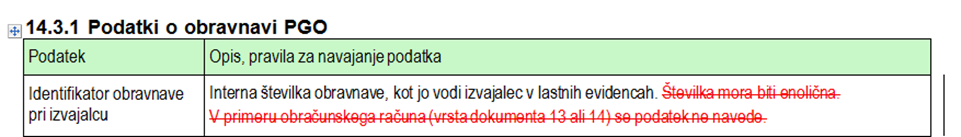 14.3.1 Podatki o obravnavi PGO
Podatek Opis, pravila za navajanje podatka
Identifikator obravnave pri izvajalcu Interna številka obravnave, kot jo vodi izvajalec v lastnih evidencah. Številka mora biti enolična.
V primeru obračunskega računa (vrsta dokumenta 13 ali 14) se podatek ne navede.